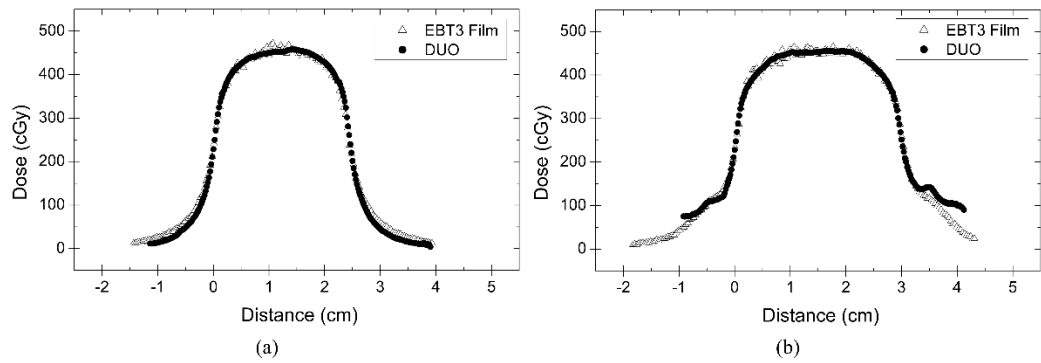 500
400
300
200
100
0
Dose (cGy)
-2 -1 0 1 2 3 4 5
Distance (cm)
EBT3 Film
DUO
(a)
500
400
300
200
100
0
Dose (cGy)
-2 -1 0 1 2 3 4 5
Distance (cm)
EBT3 Film
DUO
(b)